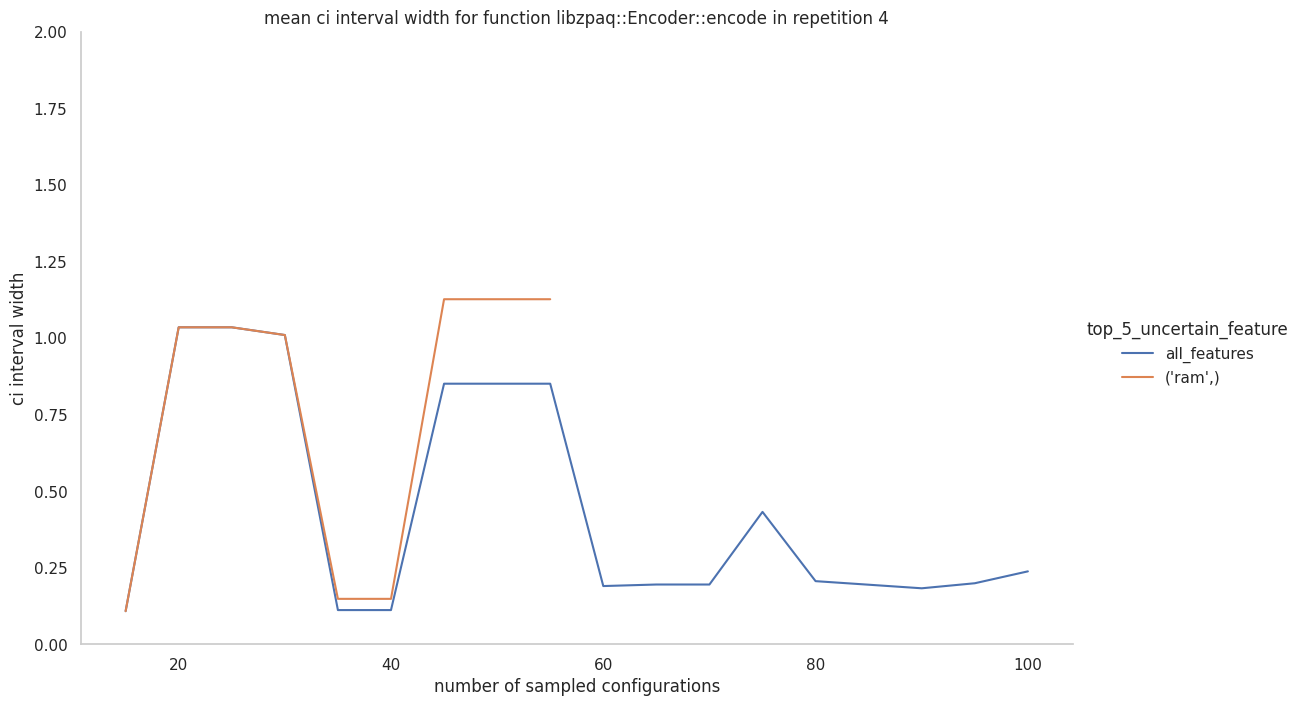 mean ci interval width for function libzpaq::Encoder::encode in repetition 4
2.00
1.75
1.50
1.25
1.00
0.75
0.50
0.25
0.00
ci interval width
20
40
60
80
100
number of sampled configurations
top_5_uncertain_feature
all_features
('ram',)